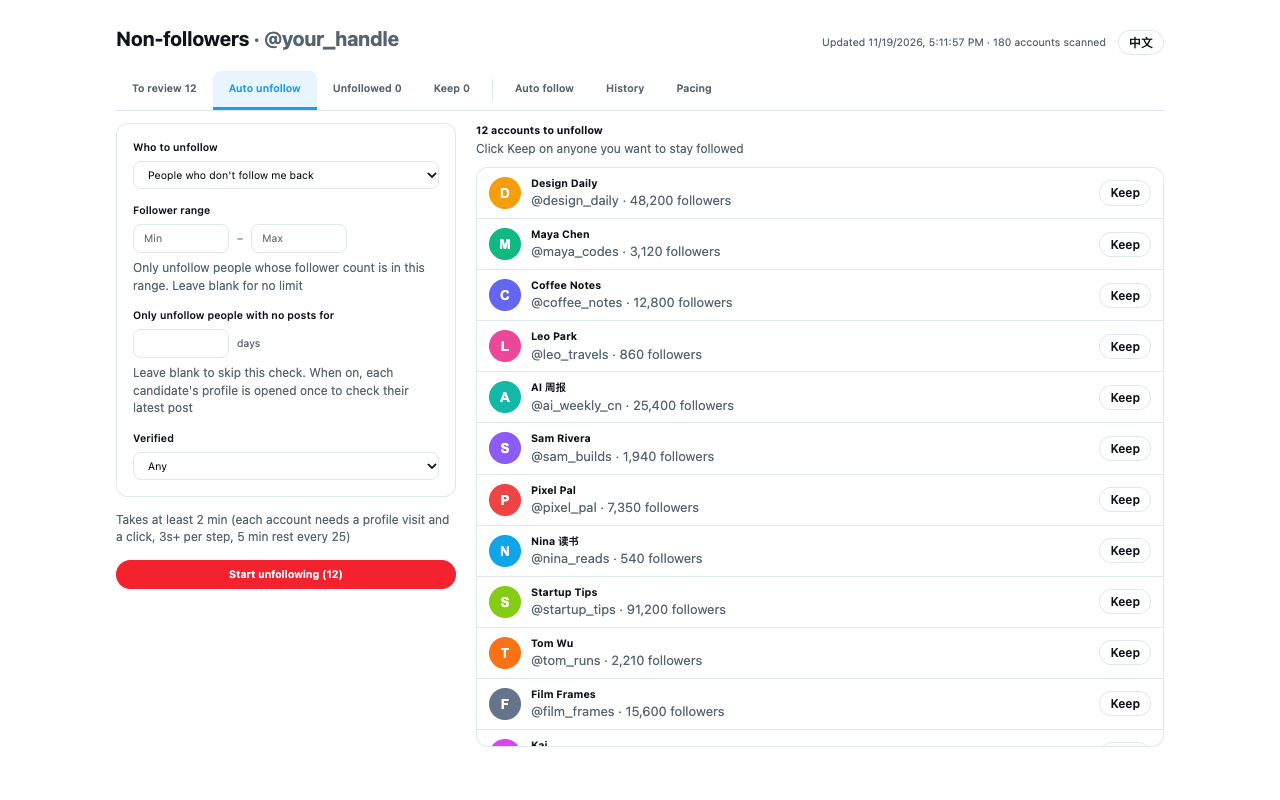 Non-followers · @your_handle
Updated 11/19/2026, 5:11:57 PM · 180 accounts scanned
中文
To review 12
Auto unfollow
Unfollowed 0
Keep 0
Auto follow
History
Pacing
Who to unfollow
People who don't follow me back
Follower range
Min – Max
Only unfollow people whose follower count is in this
range. Leave blank for no limit
Only unfollow people with no posts for
days
Leave blank to skip this check. When on, each
candidate's profile is opened once to check their
latest post
Verified
Any
Takes at least 2 min (each account needs a profile visit and
a click, 3s+ per step, 5 min rest every 25)
Start unfollowing (12)
12 accounts to unfollow
Click Keep on anyone you want to stay followed
D
Design Daily
@design_daily · 48,200 followers
Keep
M
Maya Chen
@maya_codes · 3,120 followers
Keep
C
Coffee Notes
@coffee_notes · 12,800 followers
Keep
L
Leo Park
@leo_travels · 860 followers
Keep
A
AI 周报
@ai_weekly_cn · 25,400 followers
Keep
S
Sam Rivera
@sam_builds · 1,940 followers
Keep
P
Pixel Pal
@pixel_pal · 7,350 followers
Keep
N
Nina 读书
@nina_reads · 540 followers
Keep
S
Startup Tips
@startup_tips · 91,200 followers
Keep
T
Tom Wu
@tom_runs · 2,210 followers
Keep
F
Film Frames
@film_frames · 15,600 followers
Keep
Kai